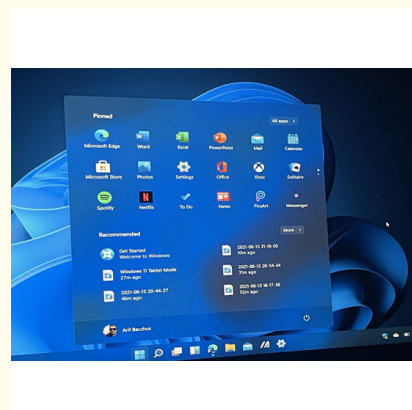 Pinned
All apps >
Microsoft Edge
Word
Excel
PowerPoint
Mail
Calendar
Microsoft Store
Photos
Settings
Office
Xbox
Solitaire
Spotify
Netflix
To Do
News
PicsArt
Messenger
Recommended
More >
Get Started
Welcome to Windows
2021-06-15 21-19-00
10m ago
Windows 11 Tablet Mode
27m ago
2021-06-15 20-54-34
71m ago
2021-06-15 20-44-27
46m ago
2021-06-15 18-17-36
52m ago
Arif Bacchus